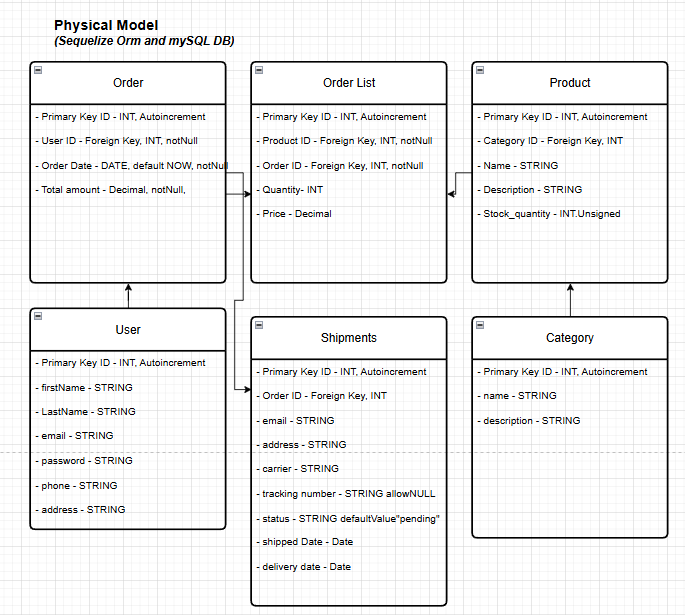 Physical Model
(Sequelize Orm and mySQL DB)
Order
- Primary Key ID - INT, Autoincrement
- User ID - Foreign Key, INT, notNull
- Order Date - DATE, default NOW, notNull
- Total amount - Decimal, notNull,
Order List
- Primary Key ID - INT, Autoincrement
- Product ID - Foreign Key, INT, notNull
- Order ID - Foreign Key, INT, notNull
- Quantity- INT
- Price - Decimal
Product
- Primary Key ID - INT, Autoincrement
- Category ID - Foreign Key, INT
- Name - STRING
- Description - STRING
- Stock_quantity - INT.Unsigned
User
- Primary Key ID - INT, Autoincrement
- firstName - STRING
- LastName - STRING
- email - STRING
- password - STRING
- phone - STRING
- address - STRING
Shipments
- Primary Key ID - INT, Autoincrement
- Order ID - Foreign Key, INT
- email - STRING
- address - STRING
- carrier - STRING
- tracking number - STRING allowNULL
- status - STRING defaultValue"pending"
- shipped Date - Date
- delivery date - Date
Category
- Primary Key ID - INT, Autoincrement
- name - STRING
- description - STRING